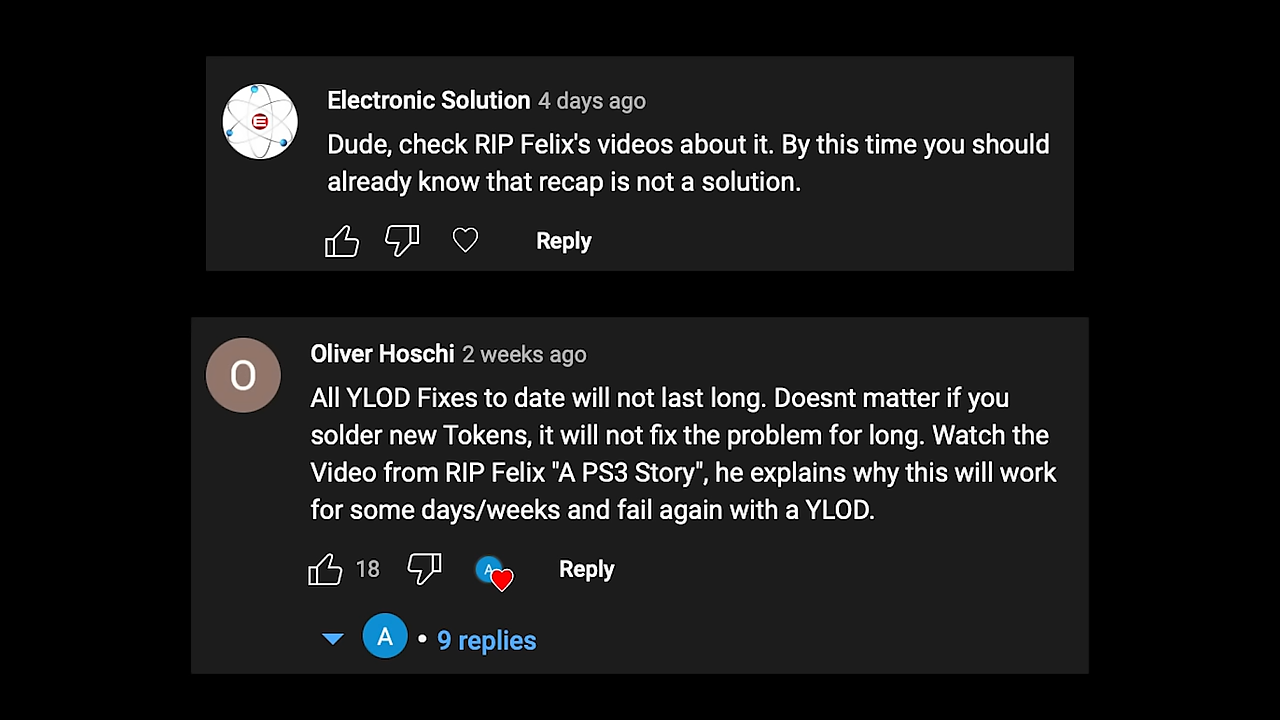 Electronic Solution 4 days ago
Dude, check RIP Felix's videos about it. By this time you should
already know that recap is not a solution.
Reply
O
Oliver Hoschi 2 weeks ago
All YLOD Fixes to date will not last long. Doesnt matter if you
solder new Tokens, it will not fix the problem for long. Watch the
Video from RIP Felix "A PS3 Story", he explains why this will work
for some days/weeks and fail again with a YLOD.
18 A Reply
A • 9 replies